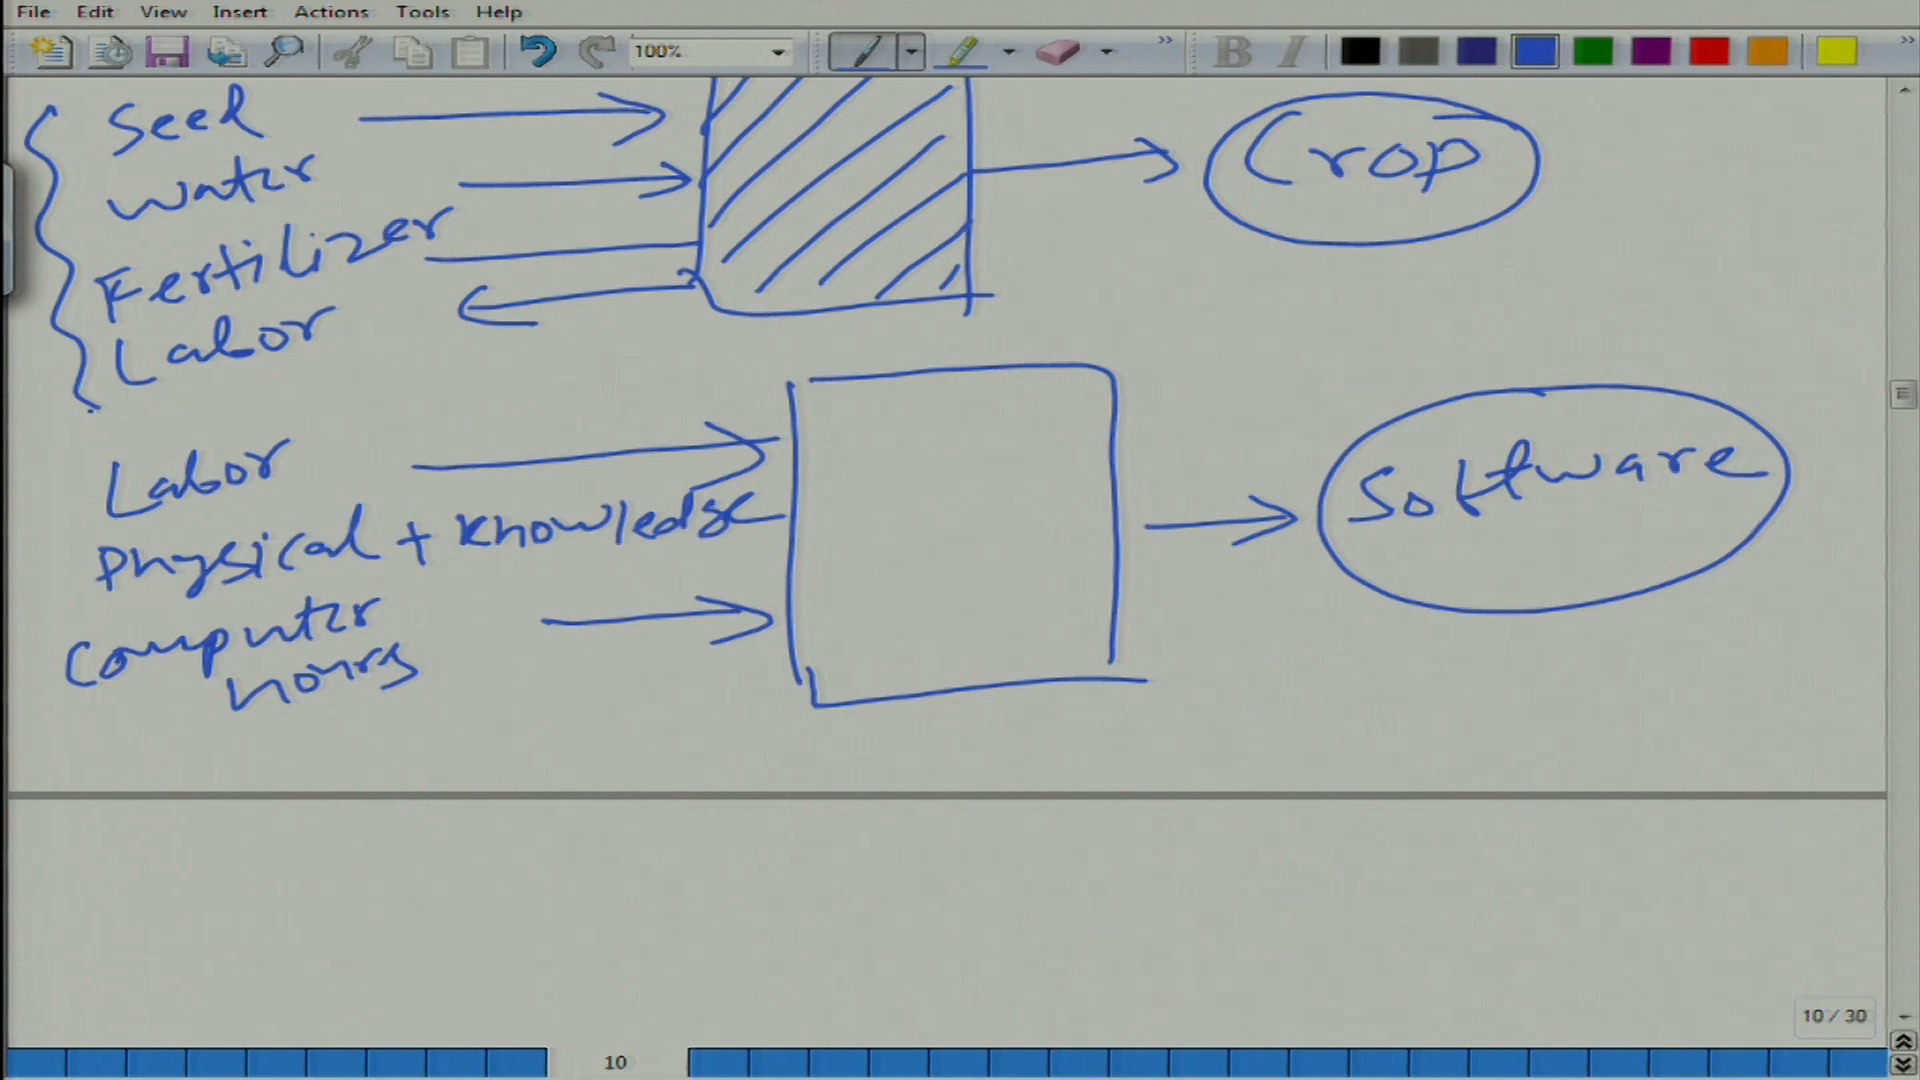 File Edit View Insert Actions Tools Help
100%
B I
Seed
Water
Fertilizer
Labor
Crop
Labor
Physical + Knowledge
Computer
hours
Software
10 / 30
10